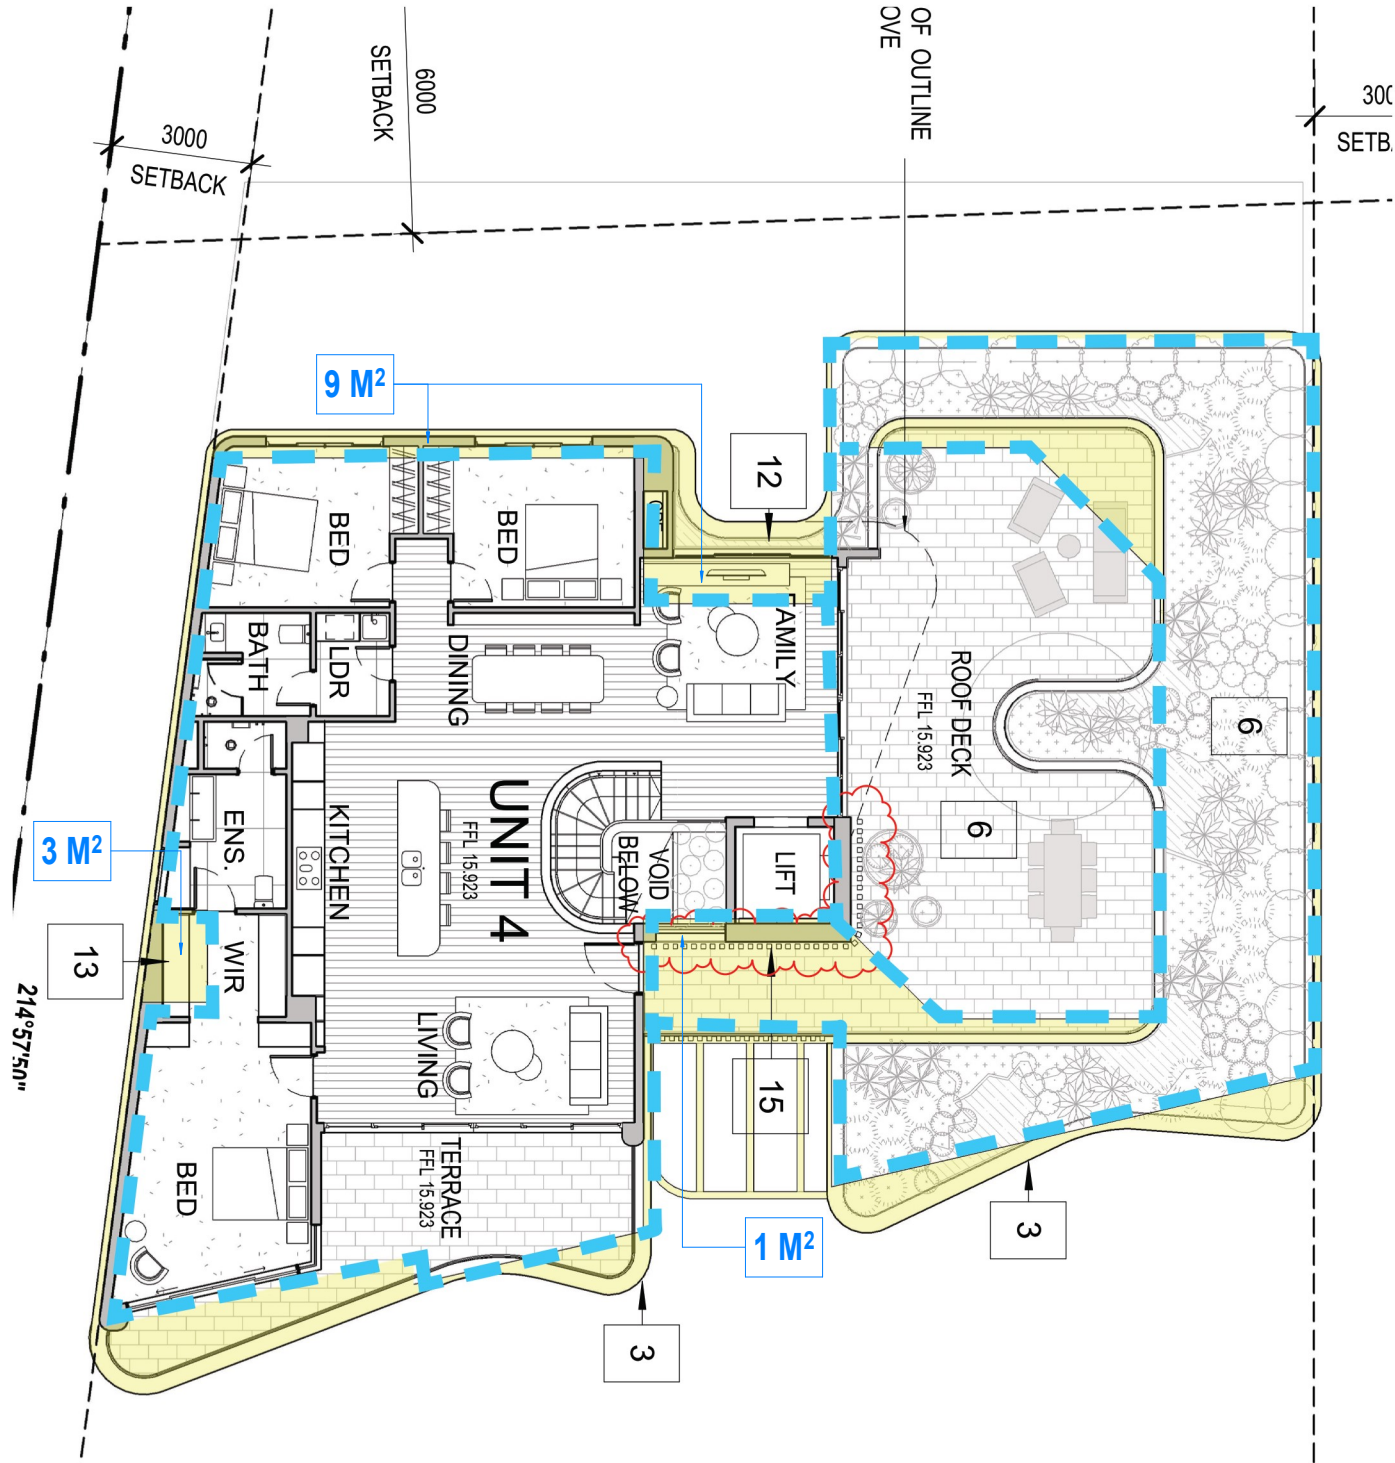 OF OUTLINE
OVE
6000
SETBACK
300
SETB
3000
SETBACK
9 M²
12
BED
BED
FAMILY
BATH
LDR
DINING
ROOF DECK
FFL 15.923
6
6
UNIT 4
FFL 15.923
KITCHEN
ENS.
VOID
BELOW
LIFT
3 M²
13
WIR
LIVING
15
214°57'50"
BED
TERRACE
FFL 15.923
1 M²
3
3